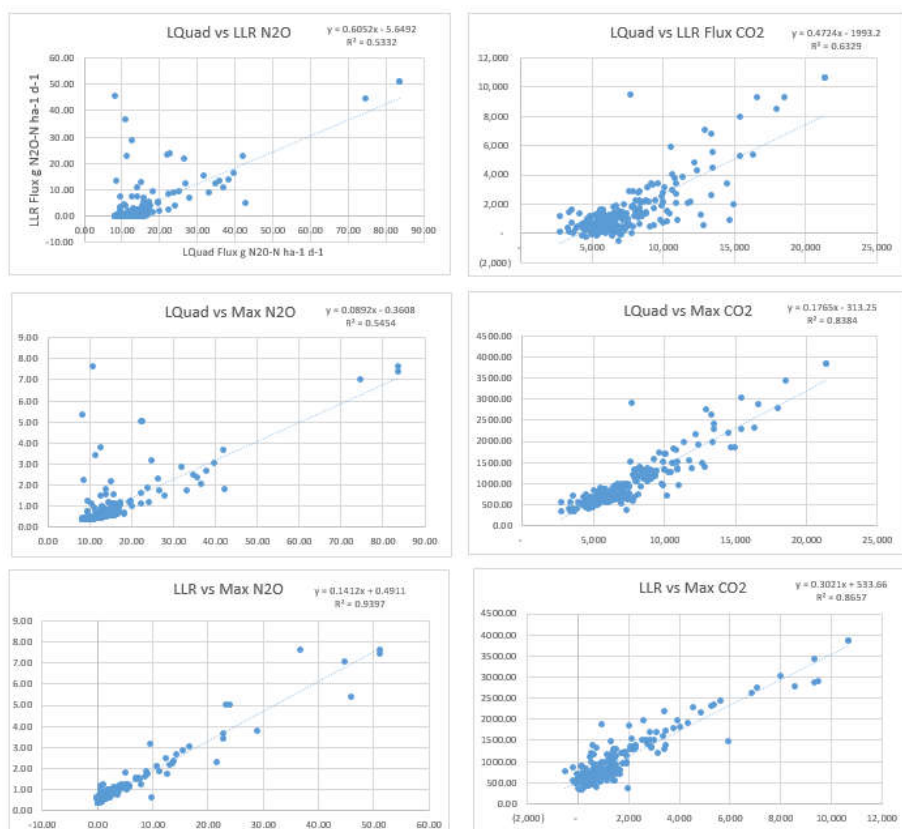 LQuad vs LLR N2O
y = 0.6052x - 5.6492
R² = 0.5332
60.00
50.00
40.00
30.00
20.00
10.00
0.00
-10.00
0.00 10.00 20.00 30.00 40.00 50.00 60.00 70.00 80.00 90.00
LLR Flux g N2O-N ha-1 d-1
LQuad Flux g N20-N ha-1 d-1
LQuad vs LLR Flux CO2
y = 0.4724x - 1993.2
R² = 0.6329
12,000
10,000
8,000
6,000
4,000
2,000
-
(2,000)
- 5,000 10,000 15,000 20,000 25,000
LQuad vs Max N2O
y = 0.0892x - 0.3608
R² = 0.5454
9.00
8.00
7.00
6.00
5.00
4.00
3.00
2.00
1.00
0.00
0.00 10.00 20.00 30.00 40.00 50.00 60.00 70.00 80.00 90.00
LQuad vs Max CO2
y = 0.1765x - 313.25
R² = 0.8384
4500.00
4000.00
3500.00
3000.00
2500.00
2000.00
1500.00
1000.00
500.00
0.00
- 5,000 10,000 15,000 20,000 25,000
LLR vs Max N2O
y = 0.1412x + 0.4911
R² = 0.9397
9.00
8.00
7.00
6.00
5.00
4.00
3.00
2.00
1.00
0.00
-10.00 0.00 10.00 20.00 30.00 40.00 50.00 60.00
LLR vs Max CO2
y = 0.3021x + 533.66
R² = 0.8657
4500.00
4000.00
3500.00
3000.00
2500.00
2000.00
1500.00
1000.00
500.00
0.00
(2,000) - 2,000 4,000 6,000 8,000 10,000 12,000